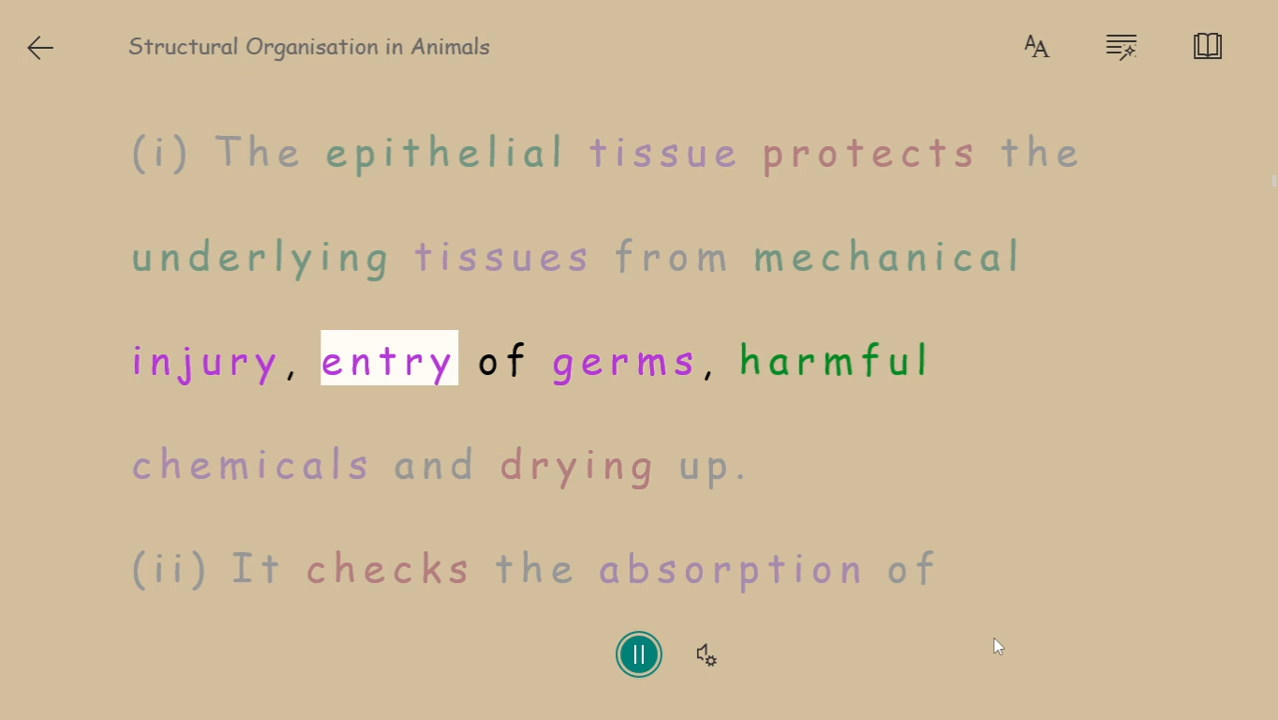 Structural Organisation in Animals
(i) The epithelial tissue protects the
underlying tissues from mechanical
injury, entry of germs, harmful
chemicals and drying up.
(ii) It checks the absorption of